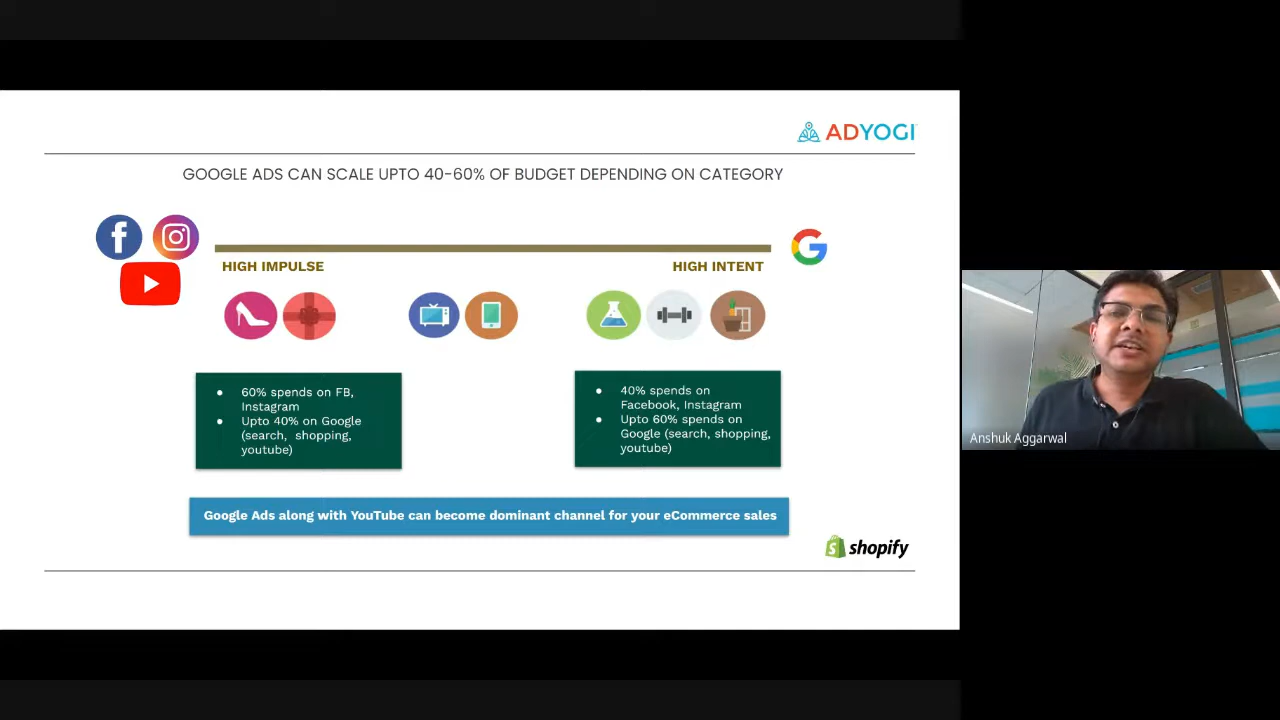 ADYOGI
GOOGLE ADS CAN SCALE UPTO 40-60% OF BUDGET DEPENDING ON CATEGORY
HIGH IMPULSE
HIGH INTENT
● 60% spends on FB,
Instagram
● Upto 40% on Google
(search, shopping,
youtube)
● 40% spends on
Facebook, Instagram
● Upto 60% spends on
Google (search, shopping,
youtube)
Google Ads along with YouTube can become dominant channel for your eCommerce sales
shopify
Anshuk Aggarwal